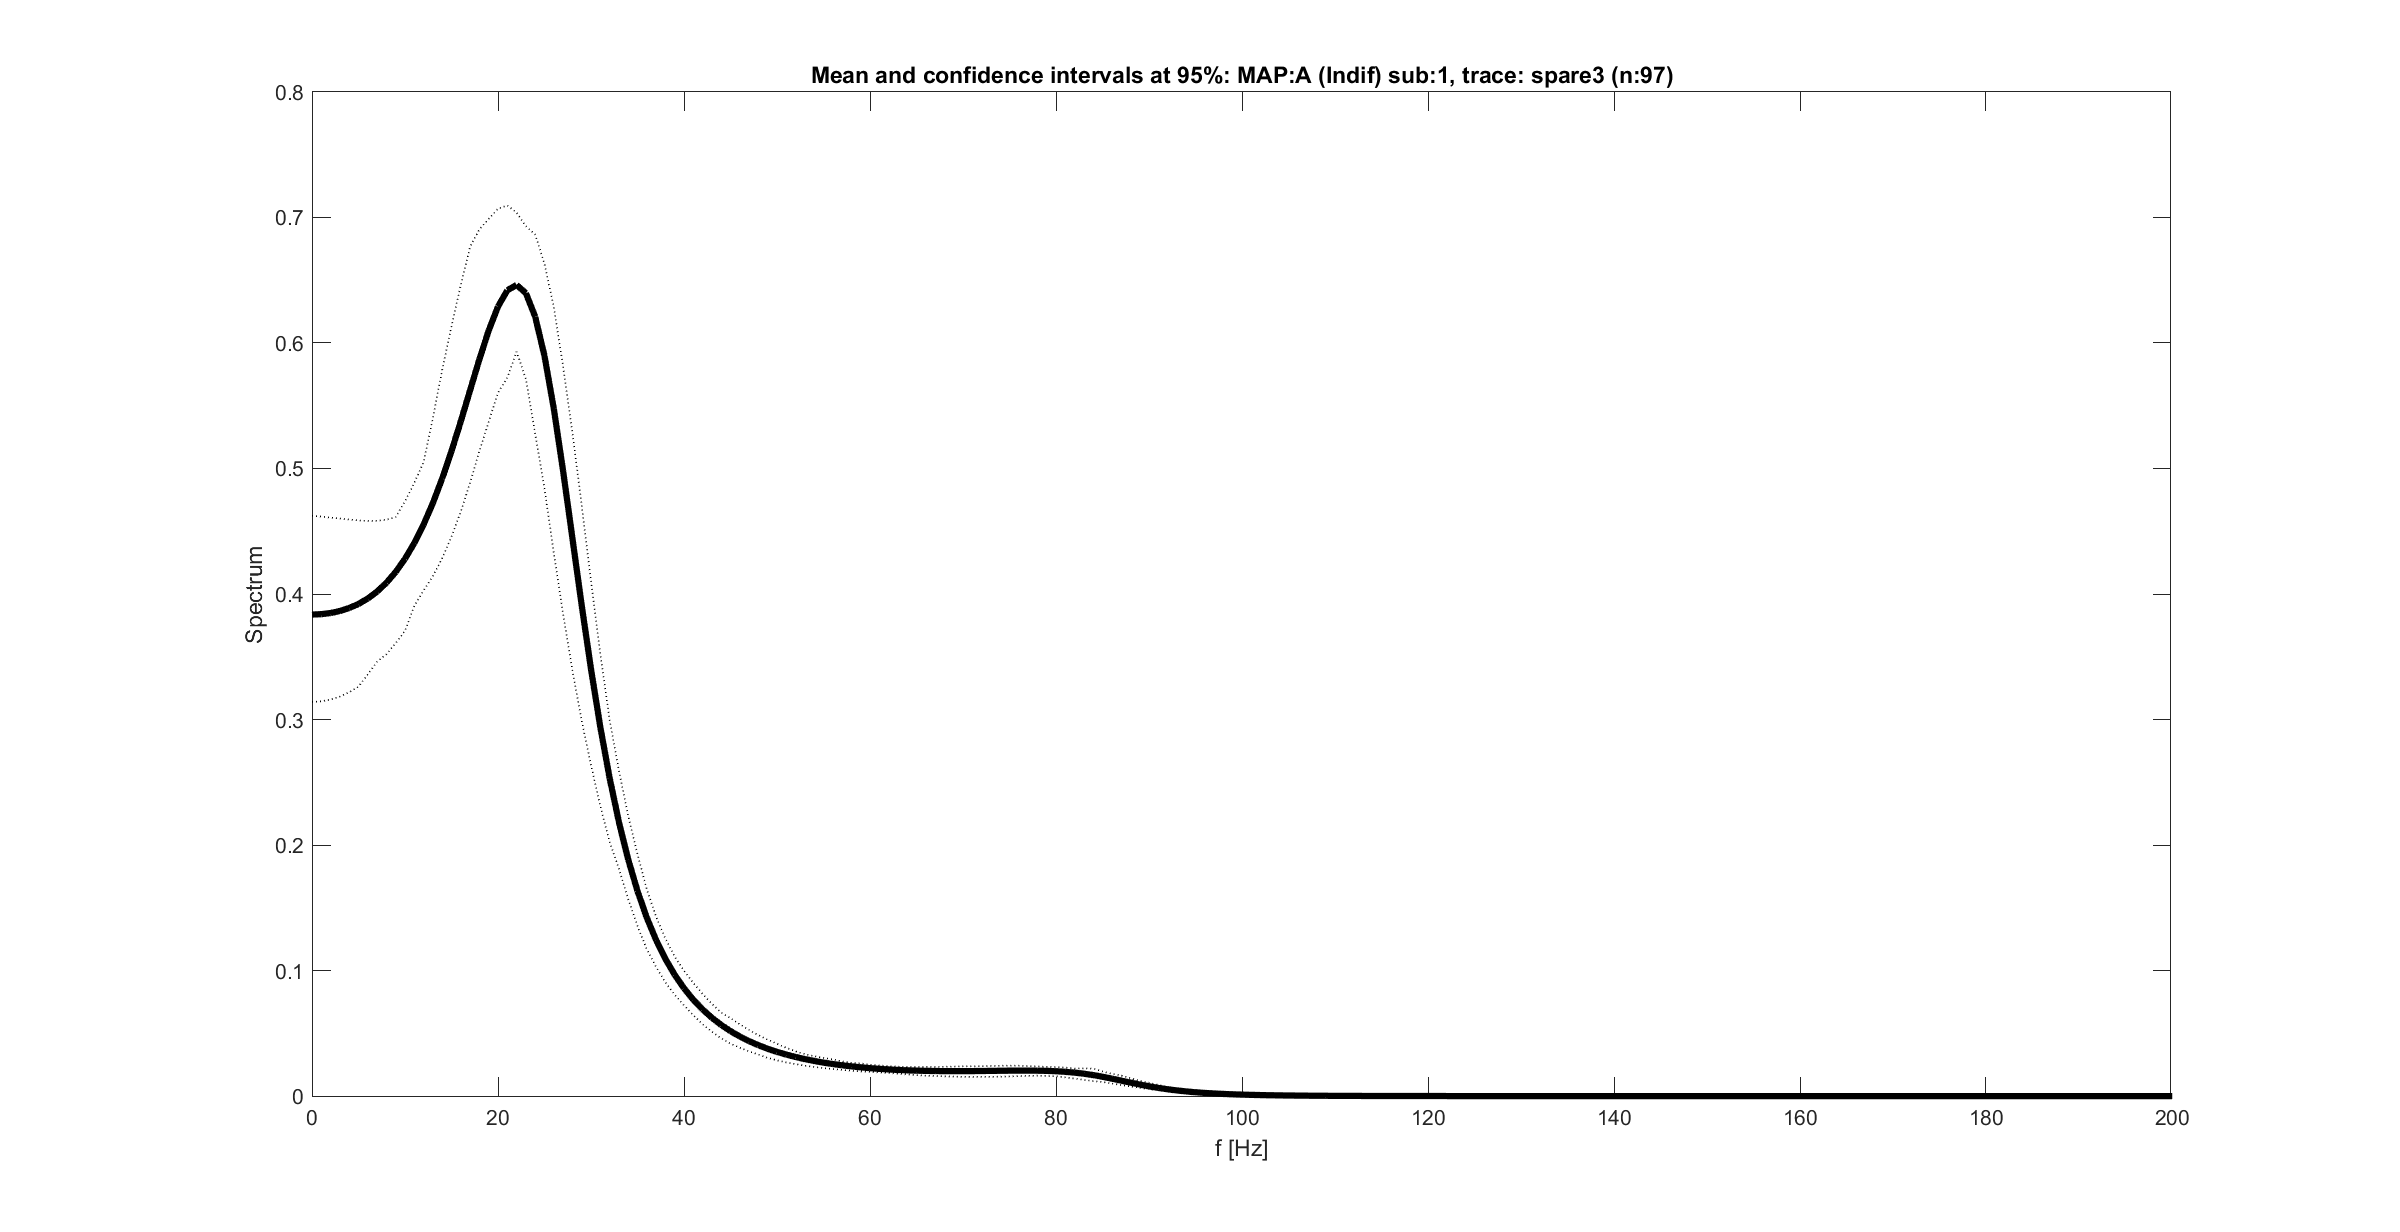 Mean and confidence intervals at 95%: MAP:A (Indif) sub:1, trace: spare3 (n:97)
0.8
0.7
0.6
0.5
0.4
0.3
0.2
0.1
0
Spectrum
0 20 40 60 80 100 120 140 160 180 200
f [Hz]